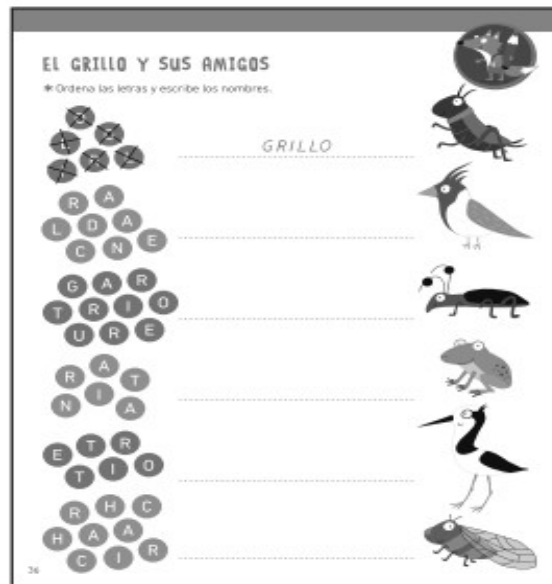 EL GRILLO Y SUS AMIGOS
* Ordena las letras y escribe los nombres.
GRILLO
R A
L D A
C N E
G A R
T R I O
U R E
A
R T
N I A
E T R
T I O
R H C
H A A
C I R
36